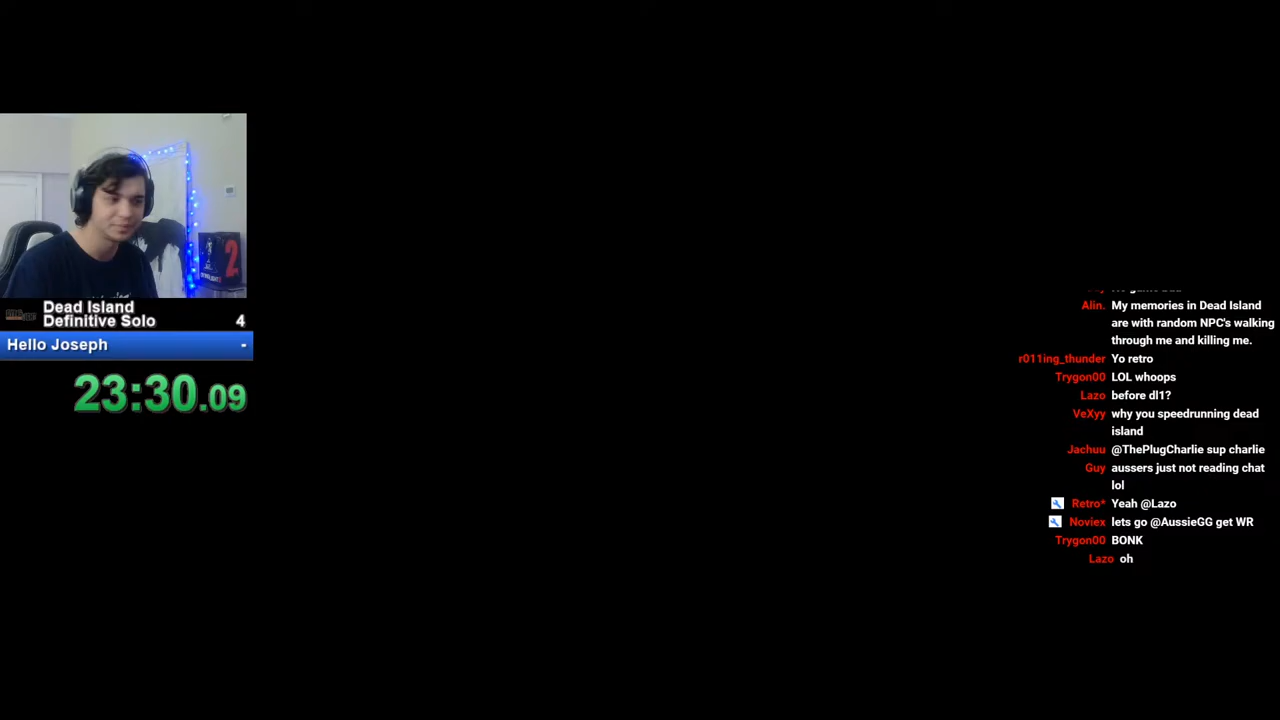 Dead Island
Definitive Solo 4
Hello Joseph -
23:30.09
Alin. My memories in Dead Island
are with random NPC's walking
through me and killing me.
r011ing_thunder Yo retro
Trygon00 LOL whoops
Lazo before dl1?
VeXyy why you speedrunning dead
island
Jachuu @ThePlugCharlie sup charlie
Guy aussers just not reading chat
lol
Retro* Yeah @Lazo
Noviex lets go @AussieGG get WR
Trygon00 BONK
Lazo oh
2